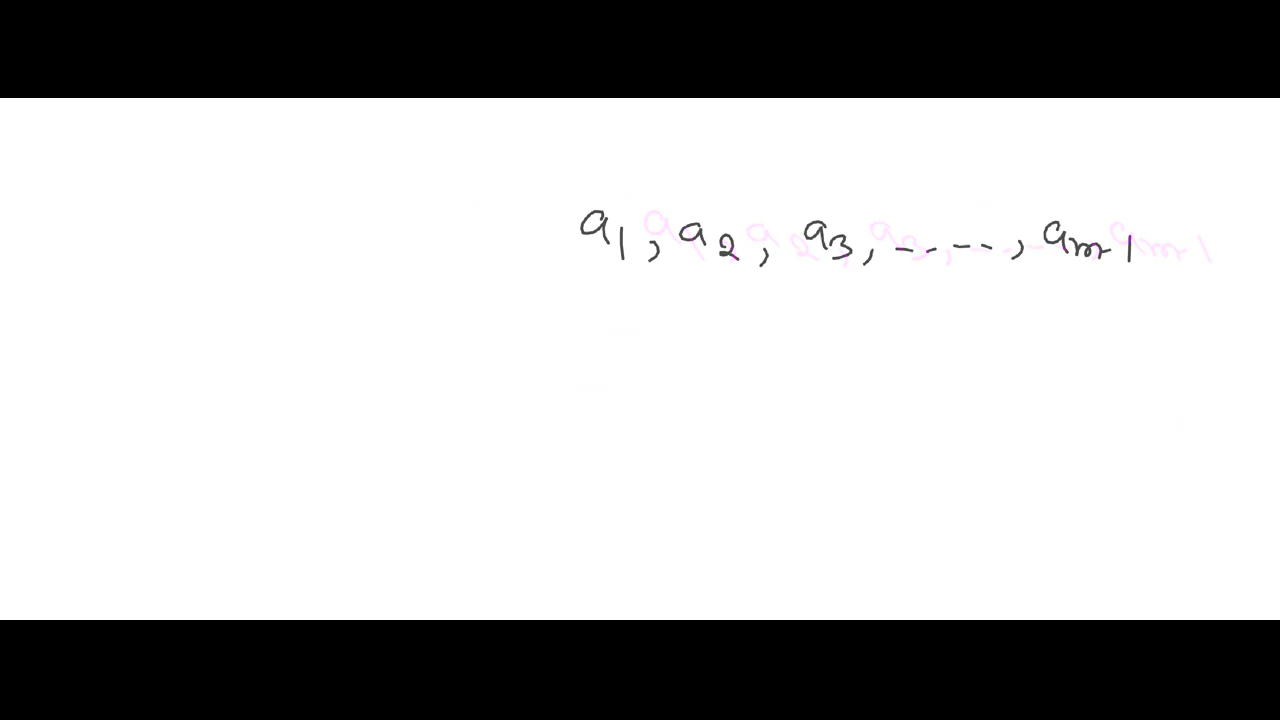 a₁, a₂, a₃, -----, aₘ₋₁